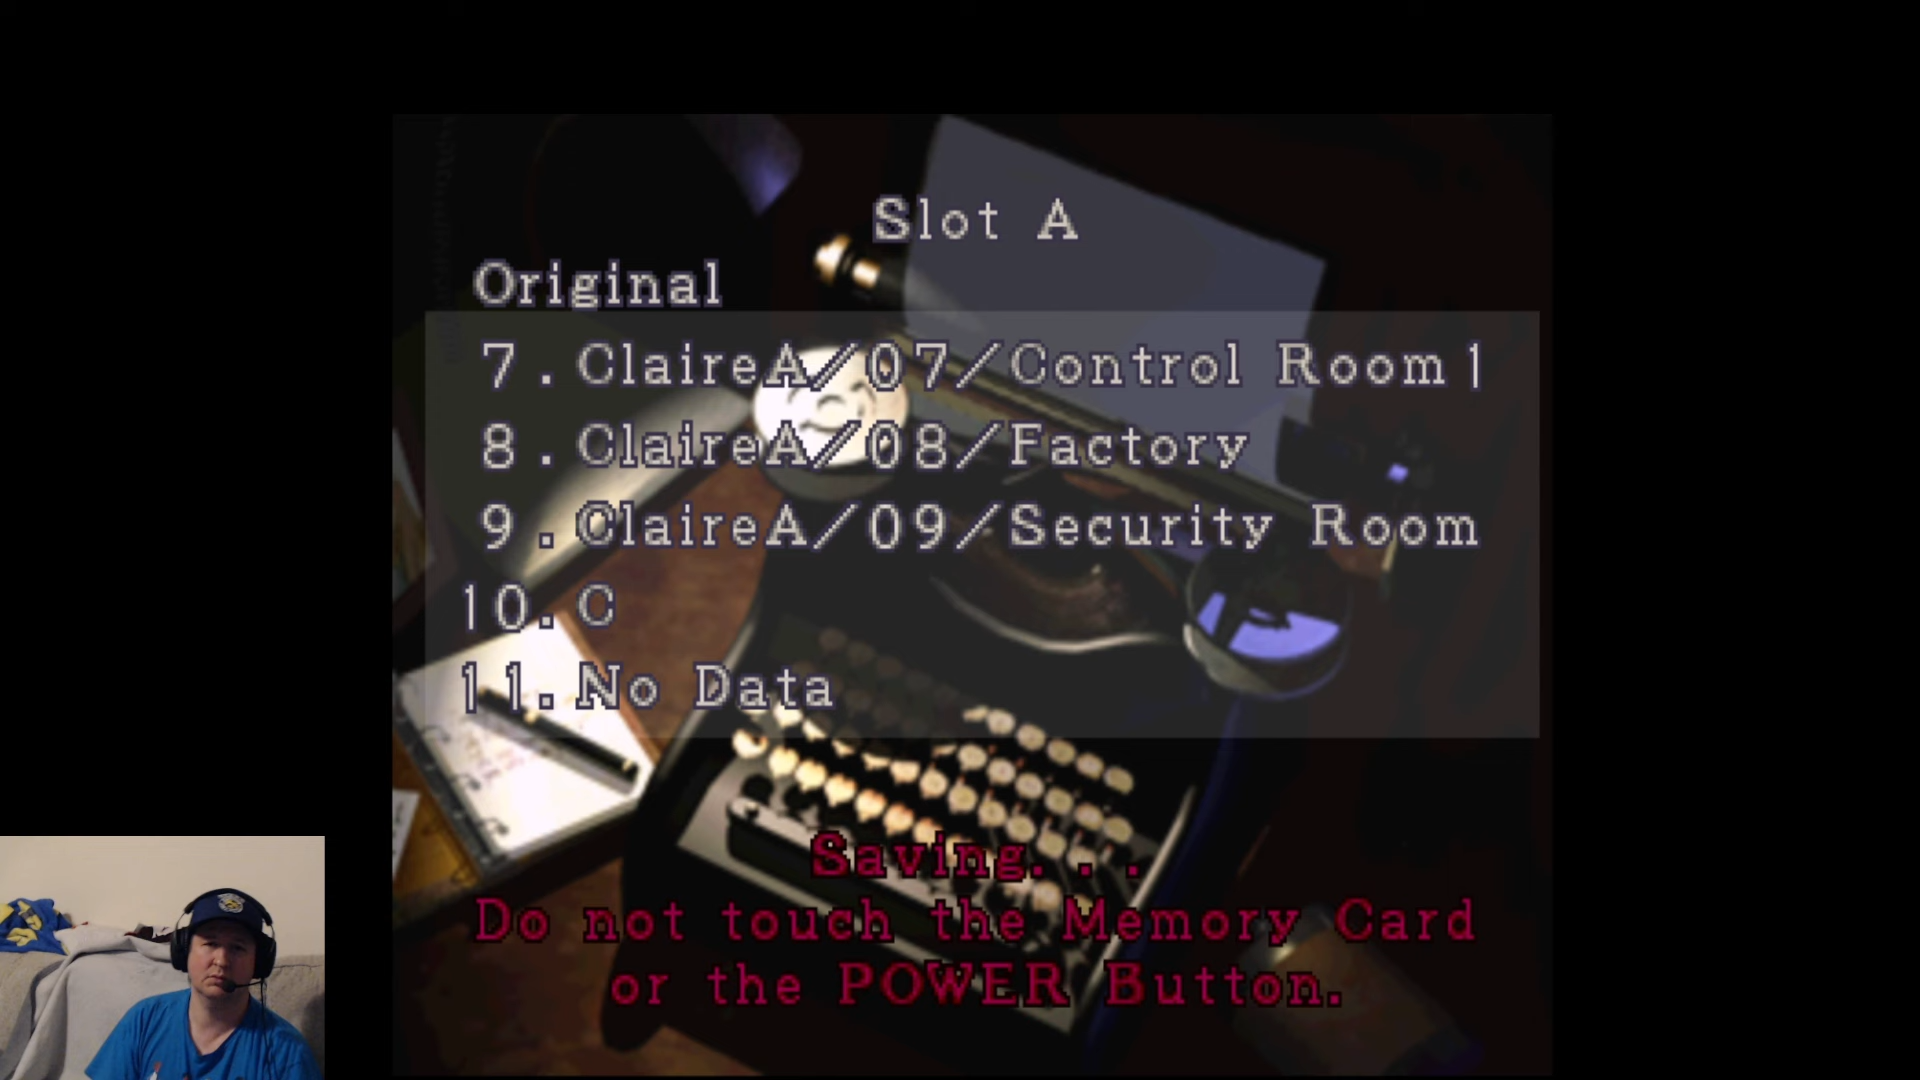 Slot A
Original
7. ClaireA/07/Control Room 1
8. ClaireA/08/Factory
9. ClaireA/09/Security Room
10. C
11. No Data
Saving. . .
Do not touch the Memory Card
or the POWER Button.